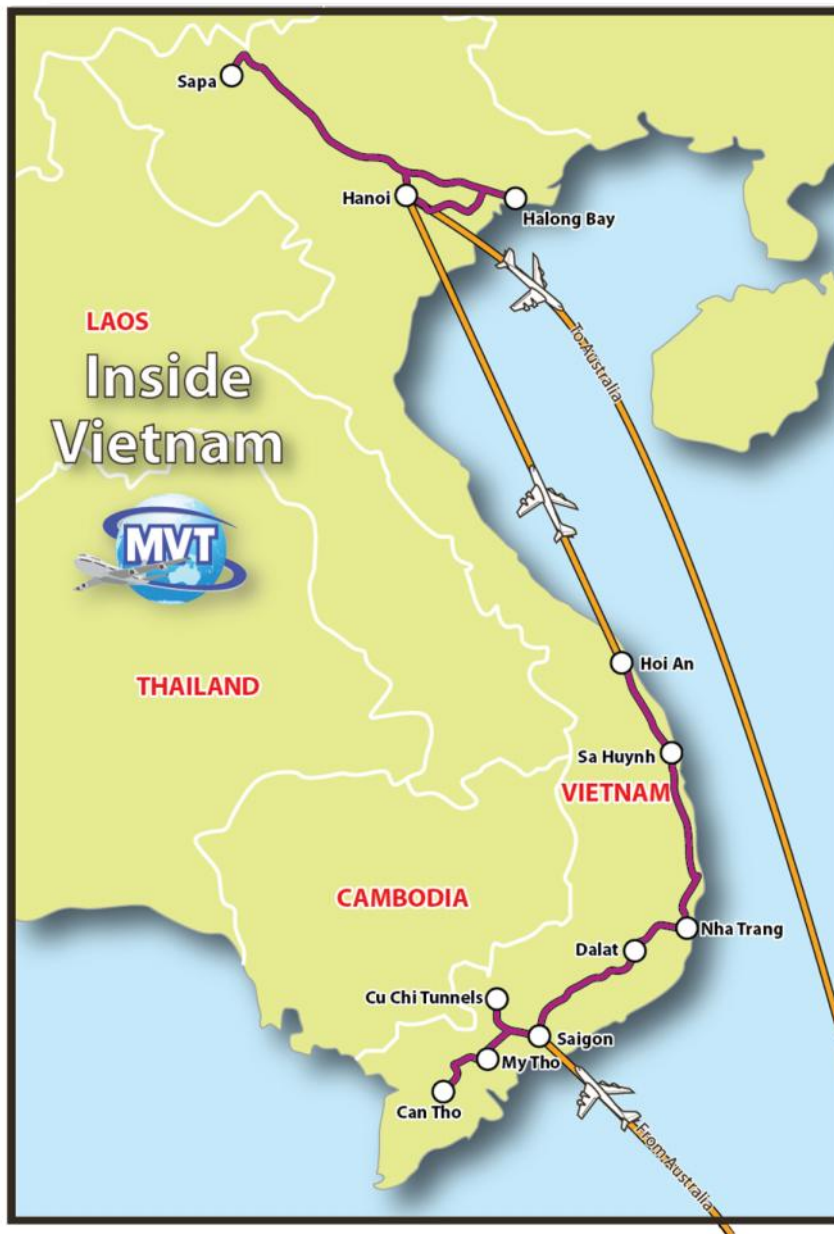 Sapa
Hanoi
Halong Bay
LAOS
Inside
Vietnam
To Australia
MVT
Hoi An
THAILAND
Sa Huynh
VIETNAM
CAMBODIA
Nha Trang
Dalat
Cu Chi Tunnels
Saigon
My Tho
Can Tho
From Australia